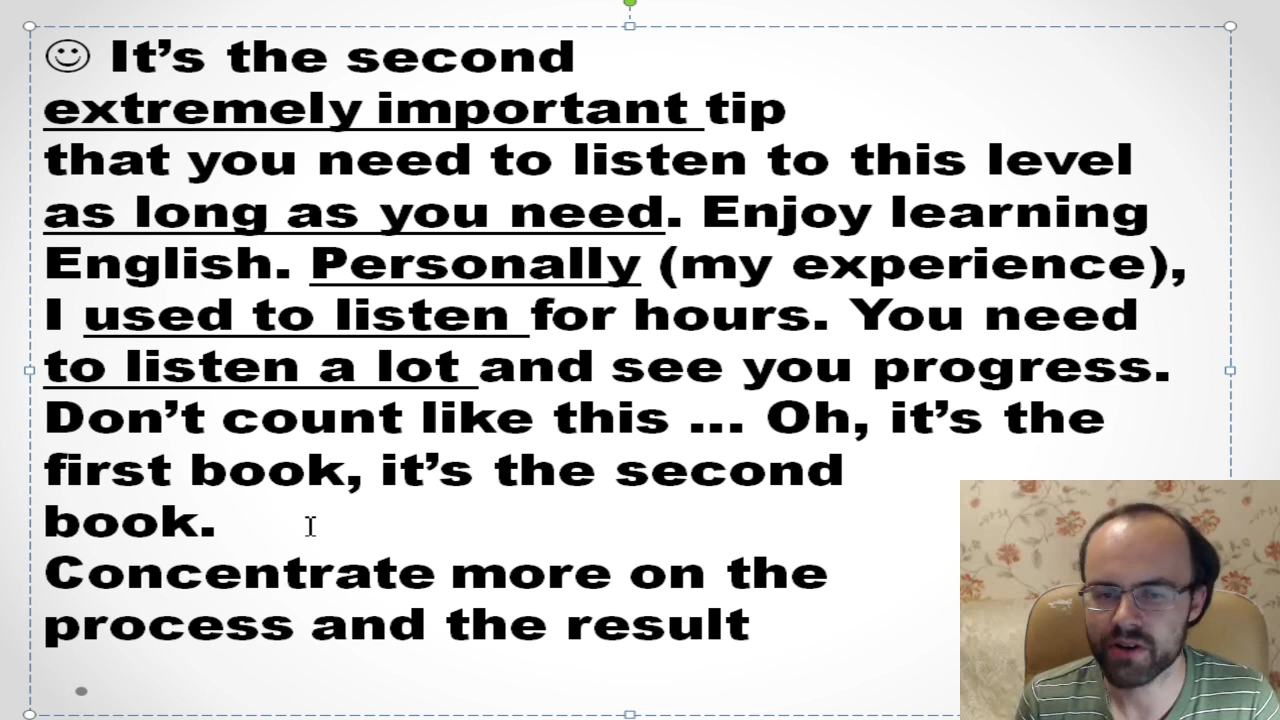 ☺ It’s the second
extremely important tip
that you need to listen to this level
as long as you need. Enjoy learning
English. Personally (my experience),
I used to listen for hours. You need
to listen a lot and see you progress.
Don’t count like this ... Oh, it’s the
first book, it’s the second
book.
Concentrate more on the
process and the result